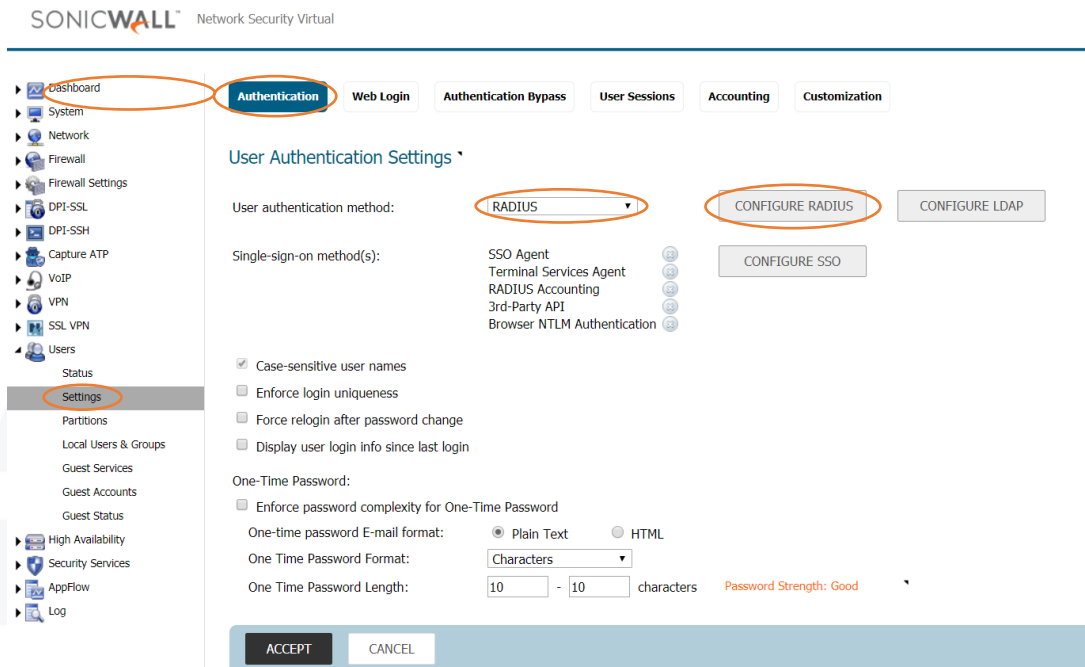 SONICWALL™ Network Security Virtual
Dashboard
System
Network
Firewall
Firewall Settings
DPI-SSL
DPI-SSH
Capture ATP
VoIP
VPN
SSL VPN
Users
Status
Settings
Partitions
Local Users & Groups
Guest Services
Guest Accounts
Guest Status
High Availability
Security Services
AppFlow
Log
Authentication Web Login Authentication Bypass User Sessions Accounting Customization
User Authentication Settings
User authentication method: RADIUS CONFIGURE RADIUS CONFIGURE LDAP
Single-sign-on method(s): SSO Agent CONFIGURE SSO
Terminal Services Agent
RADIUS Accounting
3rd-Party API
Browser NTLM Authentication
Case-sensitive user names
Enforce login uniqueness
Force relogin after password change
Display user login info since last login
One-Time Password:
Enforce password complexity for One-Time Password
One-time password E-mail format: Plain Text HTML
One Time Password Format: Characters
One Time Password Length: 10 - 10 characters Password Strength: Good
ACCEPT CANCEL